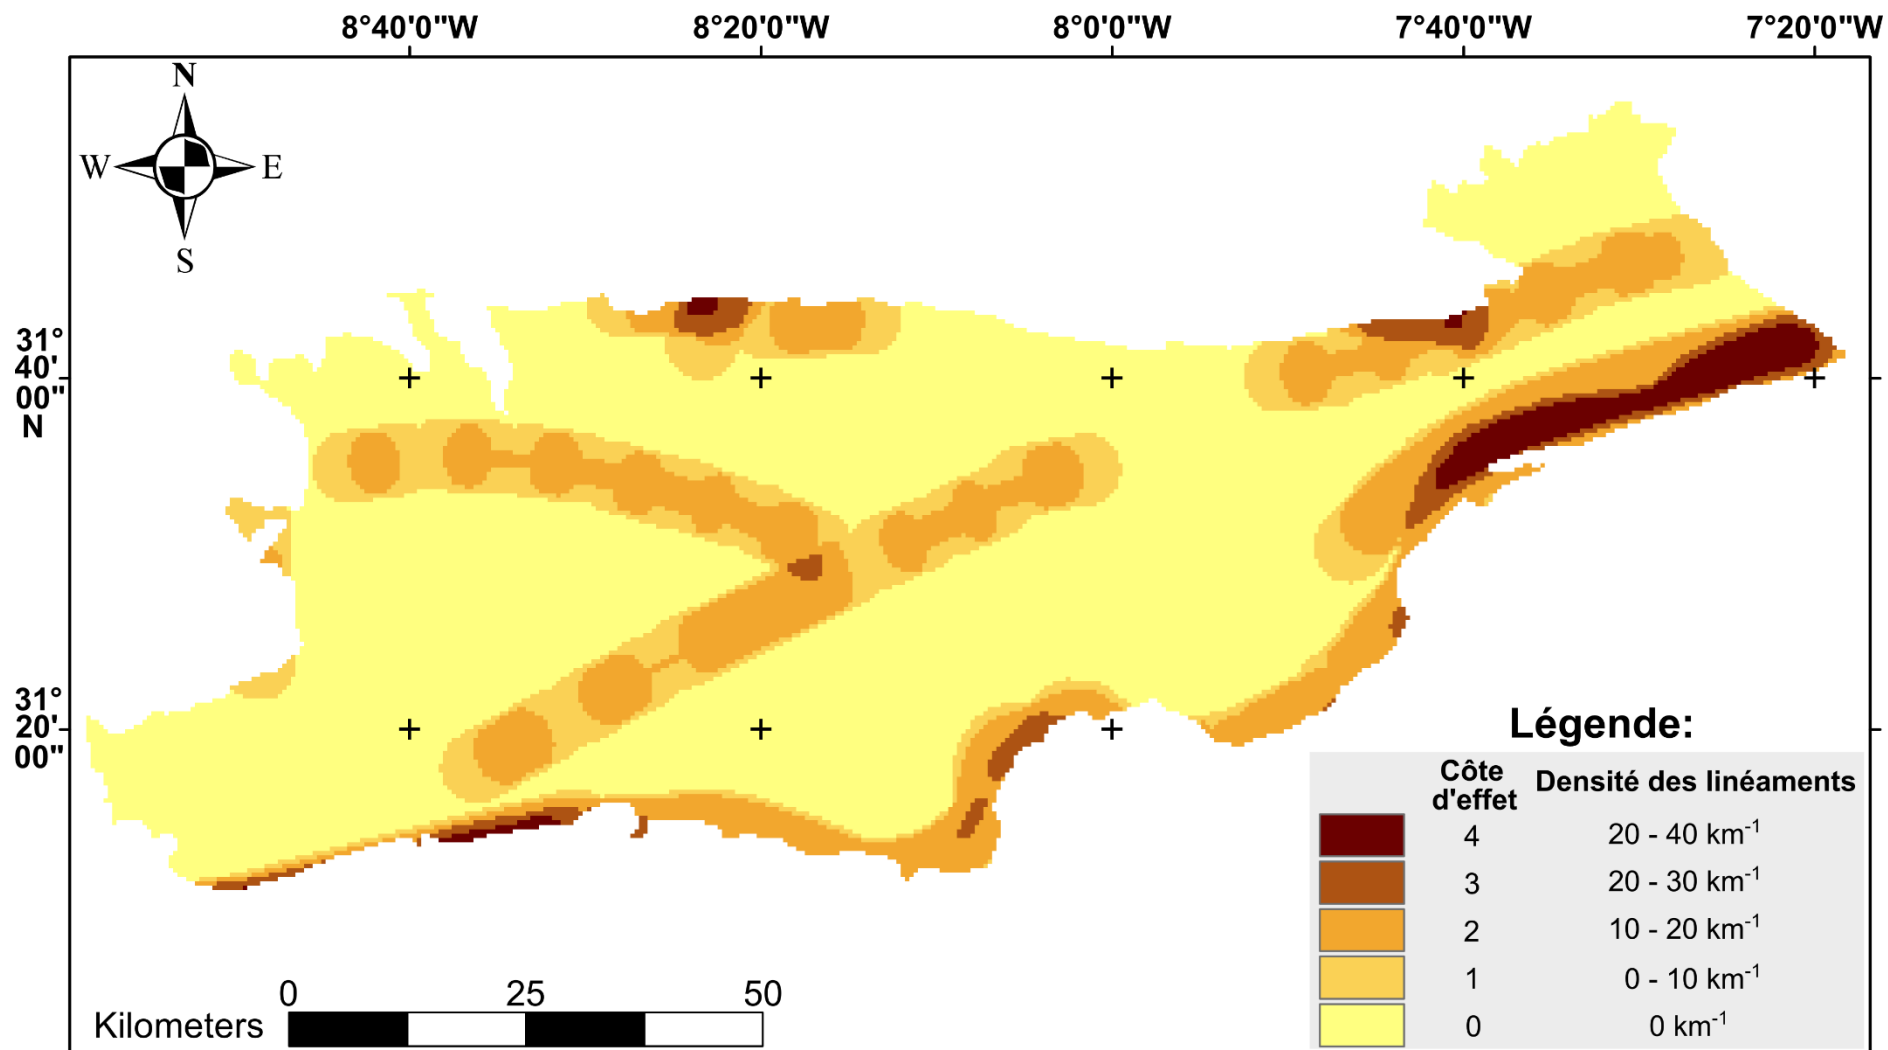 8°40'0"W 8°20'0"W 8°0'0"W 7°40'0"W 7°20'0"W
N
W E
S
31°
40'
00"
N
31°
20'
00"
Légende:
Côte
d'effet Densité des linéaments
4 20 - 40 km⁻¹
3 20 - 30 km⁻¹
2 10 - 20 km⁻¹
1 0 - 10 km⁻¹
0 0 km⁻¹
0 25 50
Kilometers